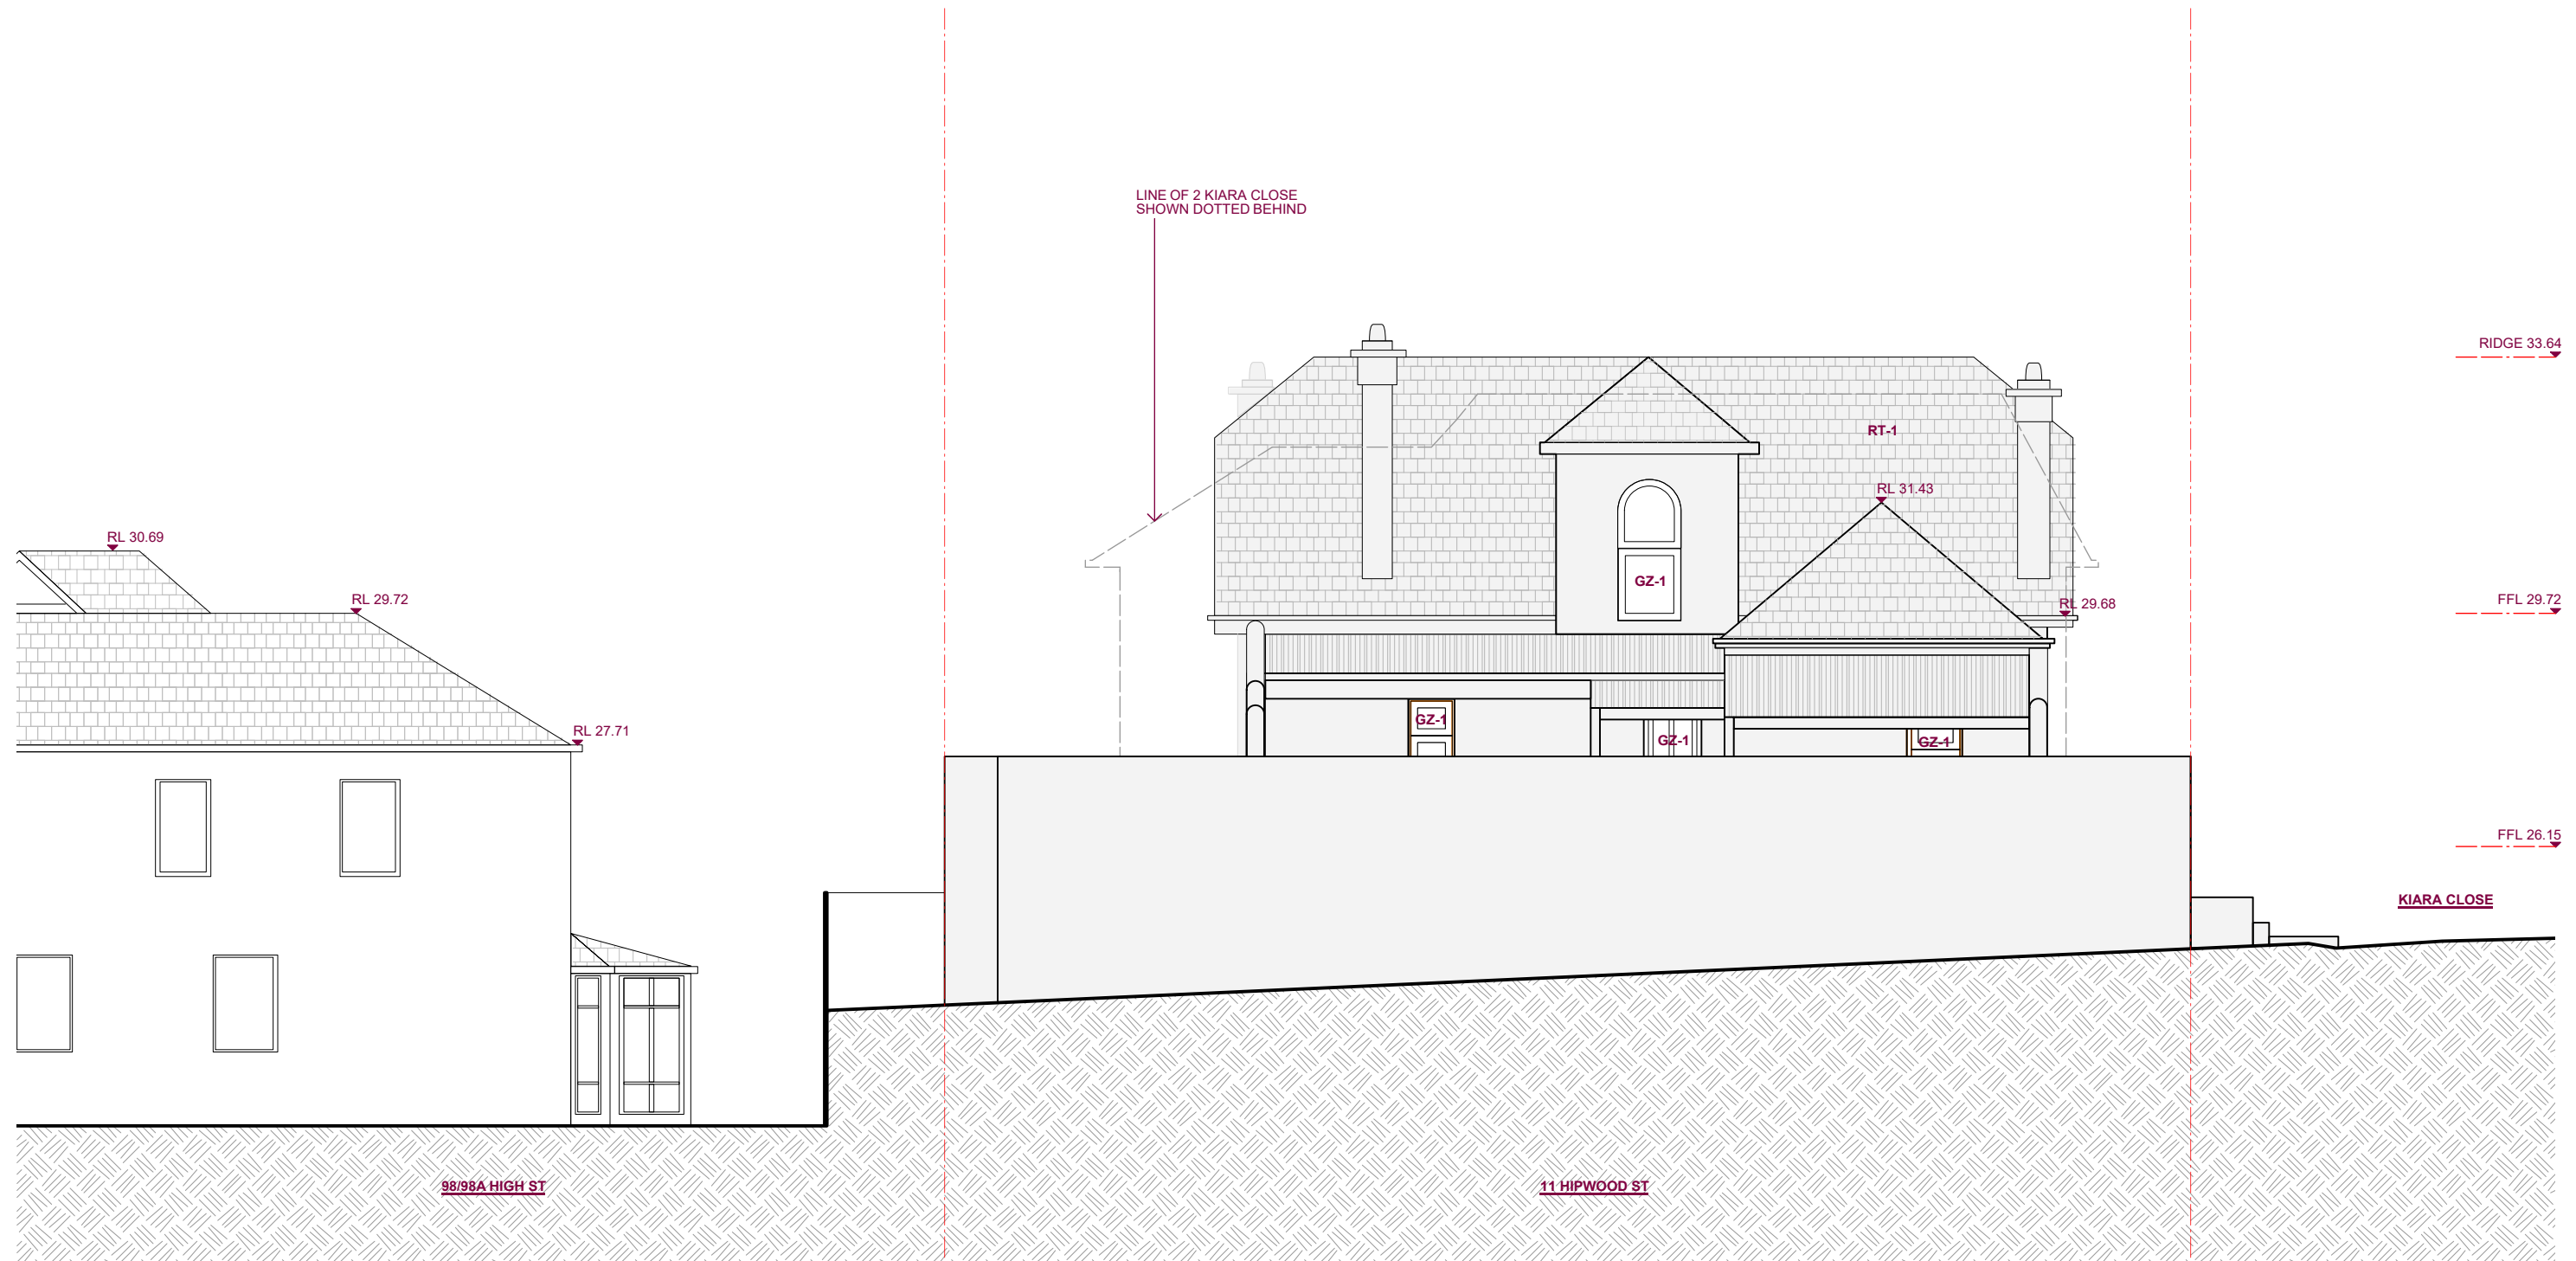 LINE OF 2 KIARA CLOSE
SHOWN DOTTED BEHIND
RIDGE 33.64
RT-1
RL 31.43
RL 30.69
GZ-1
RL 29.72
RL 29.68
FFL 29.72
RL 27.71
GZ-1
GZ-1
GZ-1
FFL 26.15
KIARA CLOSE
98/98A HIGH ST
11 HIPWOOD ST